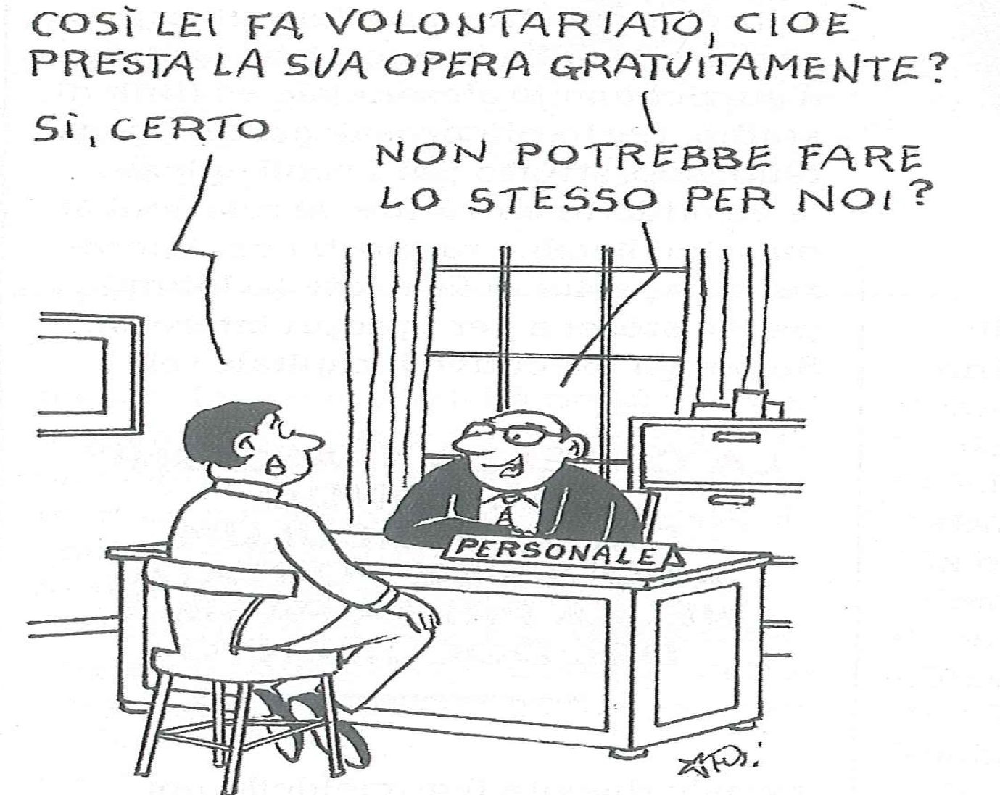 COSÌ LEI FA VOLONTARIATO, CIOÈ
PRESTA LA SUA OPERA GRATUITAMENTE?
SÌ, CERTO
NON POTREBBE FARE
LO STESSO PER NOI?
PERSONALE